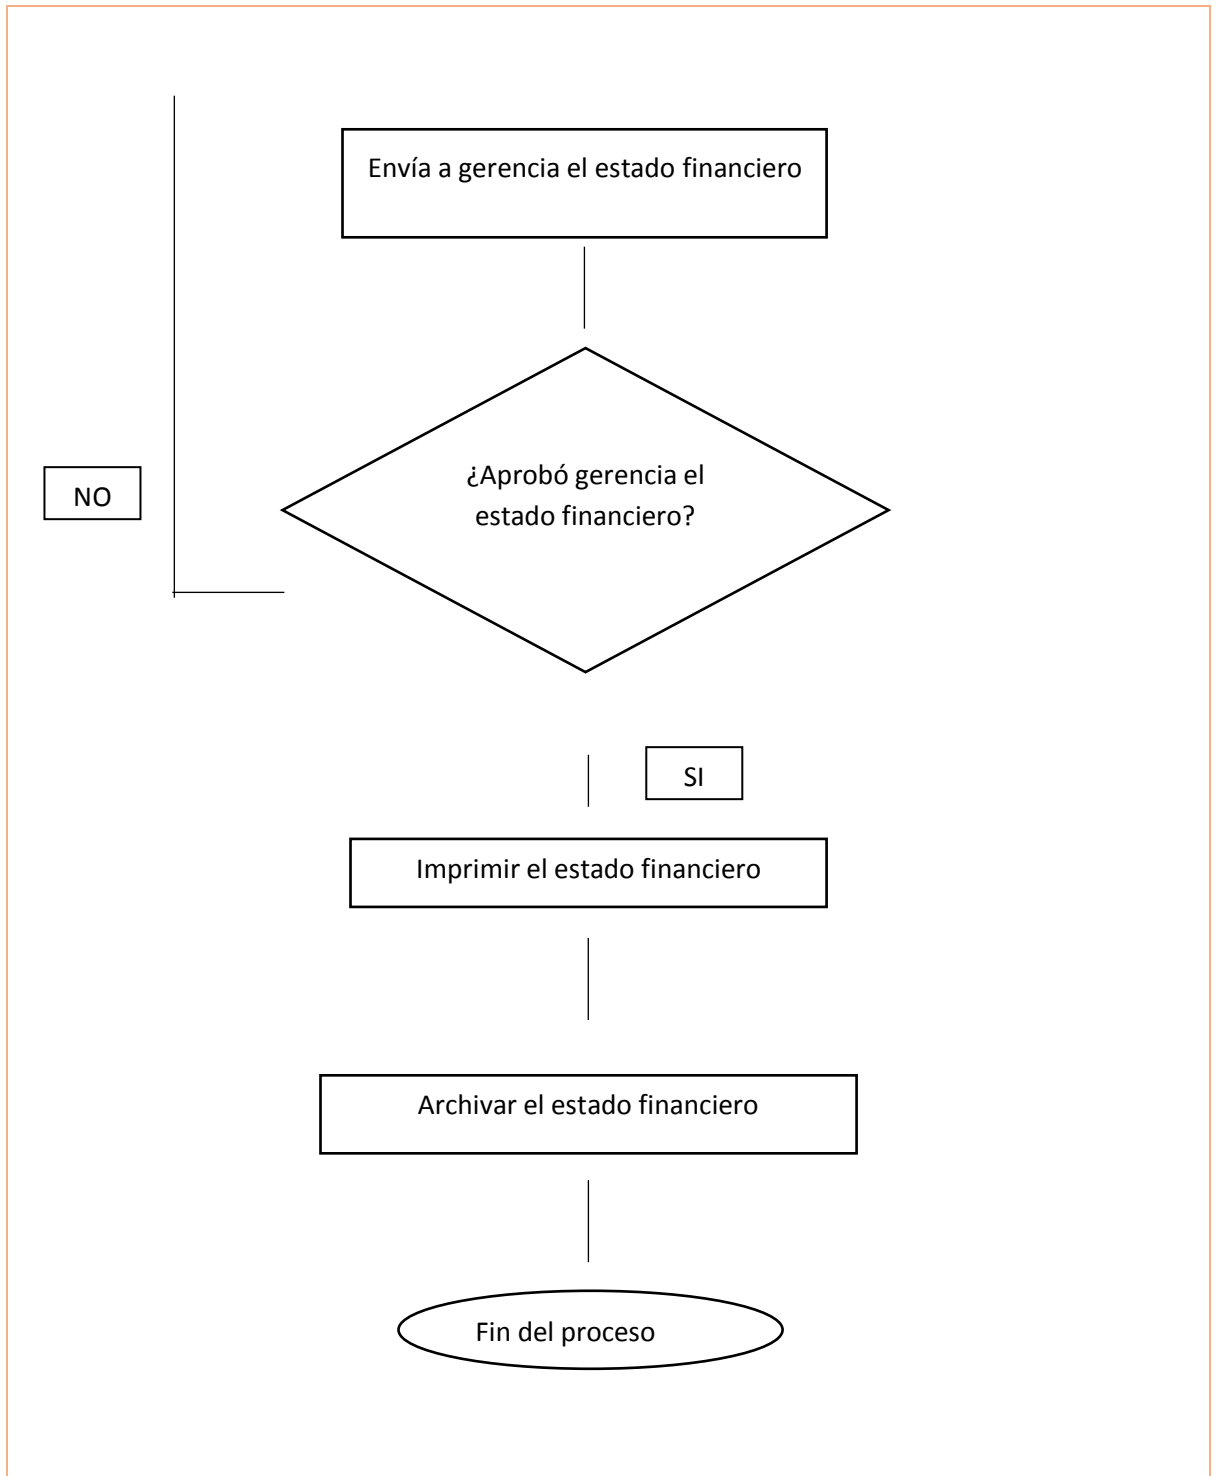 Envía a gerencia el estado financiero
¿Aprobó gerencia el
estado financiero?
NO
SI
Imprimir el estado financiero
Archivar el estado financiero
Fin del proceso